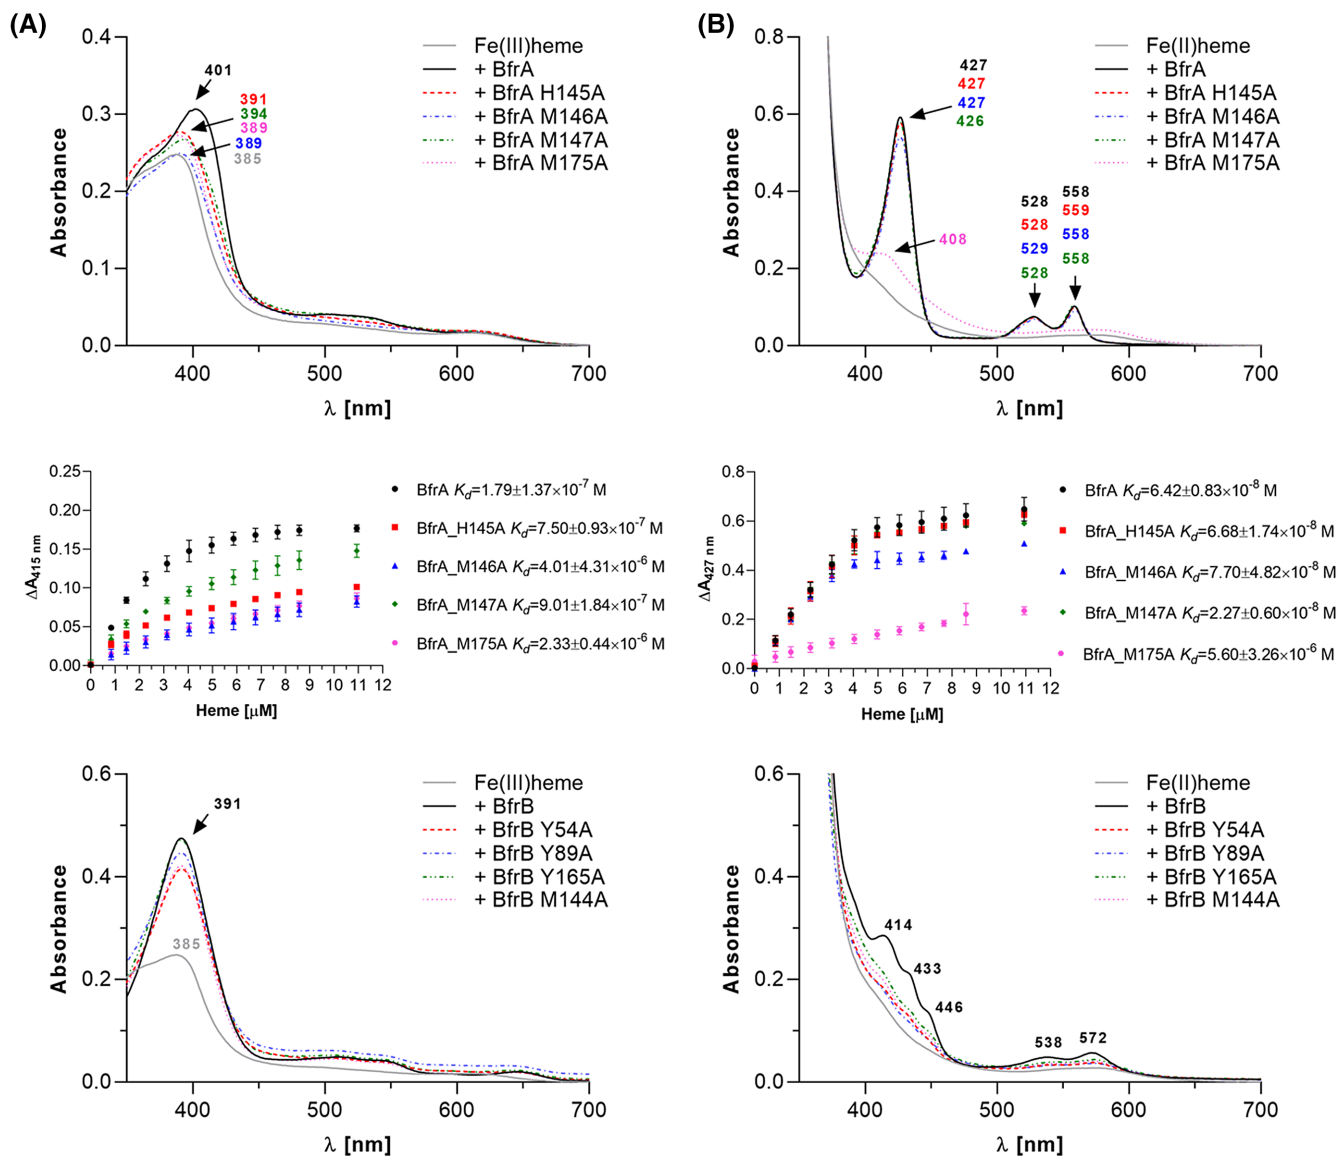 (A)
0.4
0.3
0.2
0.1
0.0
Absorbance
401
391
394
389
389
385
Fe(III)heme
+ BfrA
+ BfrA H145A
+ BfrA M146A
+ BfrA M147A
+ BfrA M175A
400 500 600 700
λ [nm]
(B)
0.8
0.6
0.4
0.2
0.0
Absorbance
427
427
427
426
408
528
528
529
528
558
559
558
558
Fe(II)heme
+ BfrA
+ BfrA H145A
+ BfrA M146A
+ BfrA M147A
+ BfrA M175A
400 500 600 700
λ [nm]
0.25
0.20
0.15
0.10
0.05
0.00
ΔA415 nm
0 1 2 3 4 5 6 7 8 9 10 11 12
Heme [μM]
BfrA Kd=1.79±1.37×10-7 M
BfrA_H145A Kd=7.50±0.93×10-7 M
BfrA_M146A Kd=4.01±4.31×10-6 M
BfrA_M147A Kd=9.01±1.84×10-7 M
BfrA_M175A Kd=2.33±0.44×10-6 M
0.8
0.6
0.4
0.2
0.0
ΔA427 nm
0 1 2 3 4 5 6 7 8 9 10 11 12
Heme [μM]
BfrA Kd=6.42±0.83×10-8 M
BfrA_H145A Kd=6.68±1.74×10-8 M
BfrA_M146A Kd=7.70±4.82×10-8 M
BfrA_M147A Kd=2.27±0.60×10-8 M
BfrA_M175A Kd=5.60±3.26×10-6 M
0.6
0.4
0.2
0.0
Absorbance
391
385
Fe(III)heme
+ BfrB
+ BfrB Y54A
+ BfrB Y89A
+ BfrB Y165A
+ BfrB M144A
400 500 600 700
λ [nm]
0.6
0.4
0.2
0.0
Absorbance
414
433
446
538
572
Fe(II)heme
+ BfrB
+ BfrB Y54A
+ BfrB Y89A
+ BfrB Y165A
+ BfrB M144A
400 500 600 700
λ [nm]